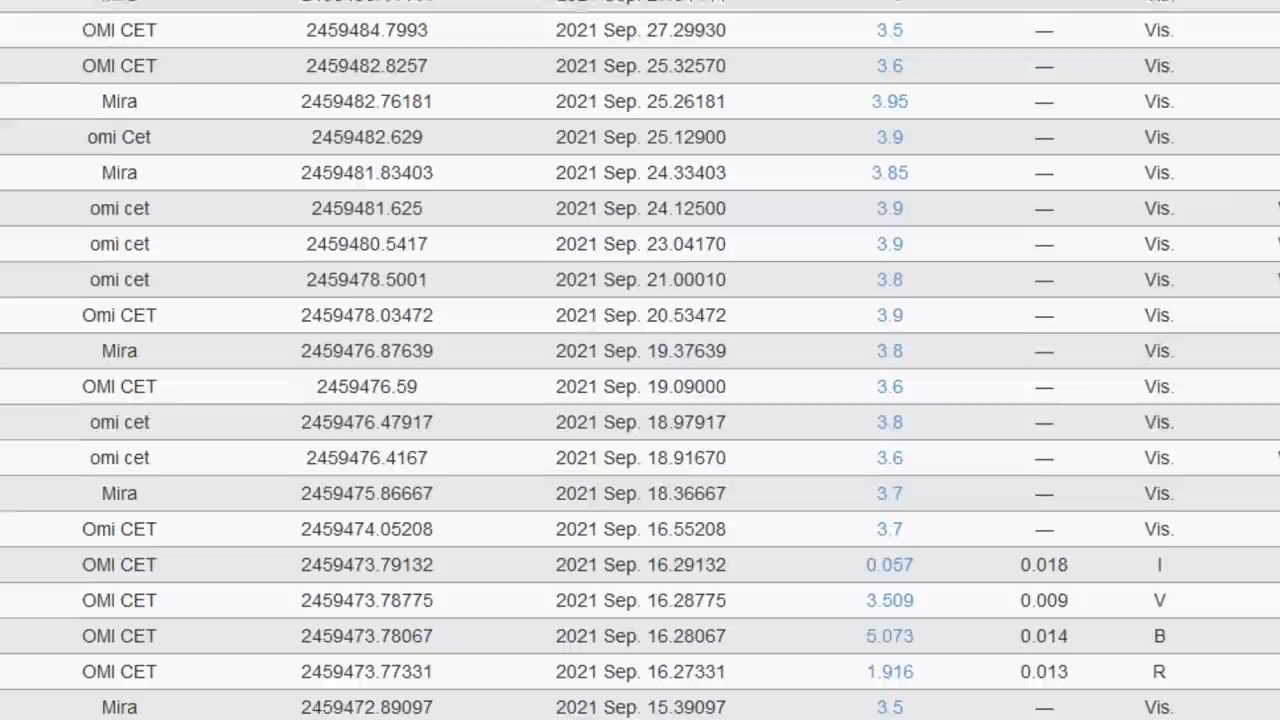 OMI CET 2459484.7993 2021 Sep. 27.29930 3.5 — Vis.
OMI CET 2459482.8257 2021 Sep. 25.32570 3.6 — Vis.
Mira 2459482.76181 2021 Sep. 25.26181 3.95 — Vis.
omi Cet 2459482.629 2021 Sep. 25.12900 3.9 — Vis.
Mira 2459481.83403 2021 Sep. 24.33403 3.85 — Vis.
omi cet 2459481.625 2021 Sep. 24.12500 3.9 — Vis.
omi cet 2459480.5417 2021 Sep. 23.04170 3.9 — Vis.
omi cet 2459478.5001 2021 Sep. 21.00010 3.8 — Vis.
Omi CET 2459478.03472 2021 Sep. 20.53472 3.9 — Vis.
Mira 2459476.87639 2021 Sep. 19.37639 3.8 — Vis.
OMI CET 2459476.59 2021 Sep. 19.09000 3.6 — Vis.
omi cet 2459476.47917 2021 Sep. 18.97917 3.8 — Vis.
omi cet 2459476.4167 2021 Sep. 18.91670 3.6 — Vis.
Mira 2459475.86667 2021 Sep. 18.36667 3.7 — Vis.
Omi CET 2459474.05208 2021 Sep. 16.55208 3.7 — Vis.
OMI CET 2459473.79132 2021 Sep. 16.29132 0.057 0.018 I
OMI CET 2459473.78775 2021 Sep. 16.28775 3.509 0.009 V
OMI CET 2459473.78067 2021 Sep. 16.28067 5.073 0.014 B
OMI CET 2459473.77331 2021 Sep. 16.27331 1.916 0.013 R
Mira 2459472.89097 2021 Sep. 15.39097 3.5 — Vis.